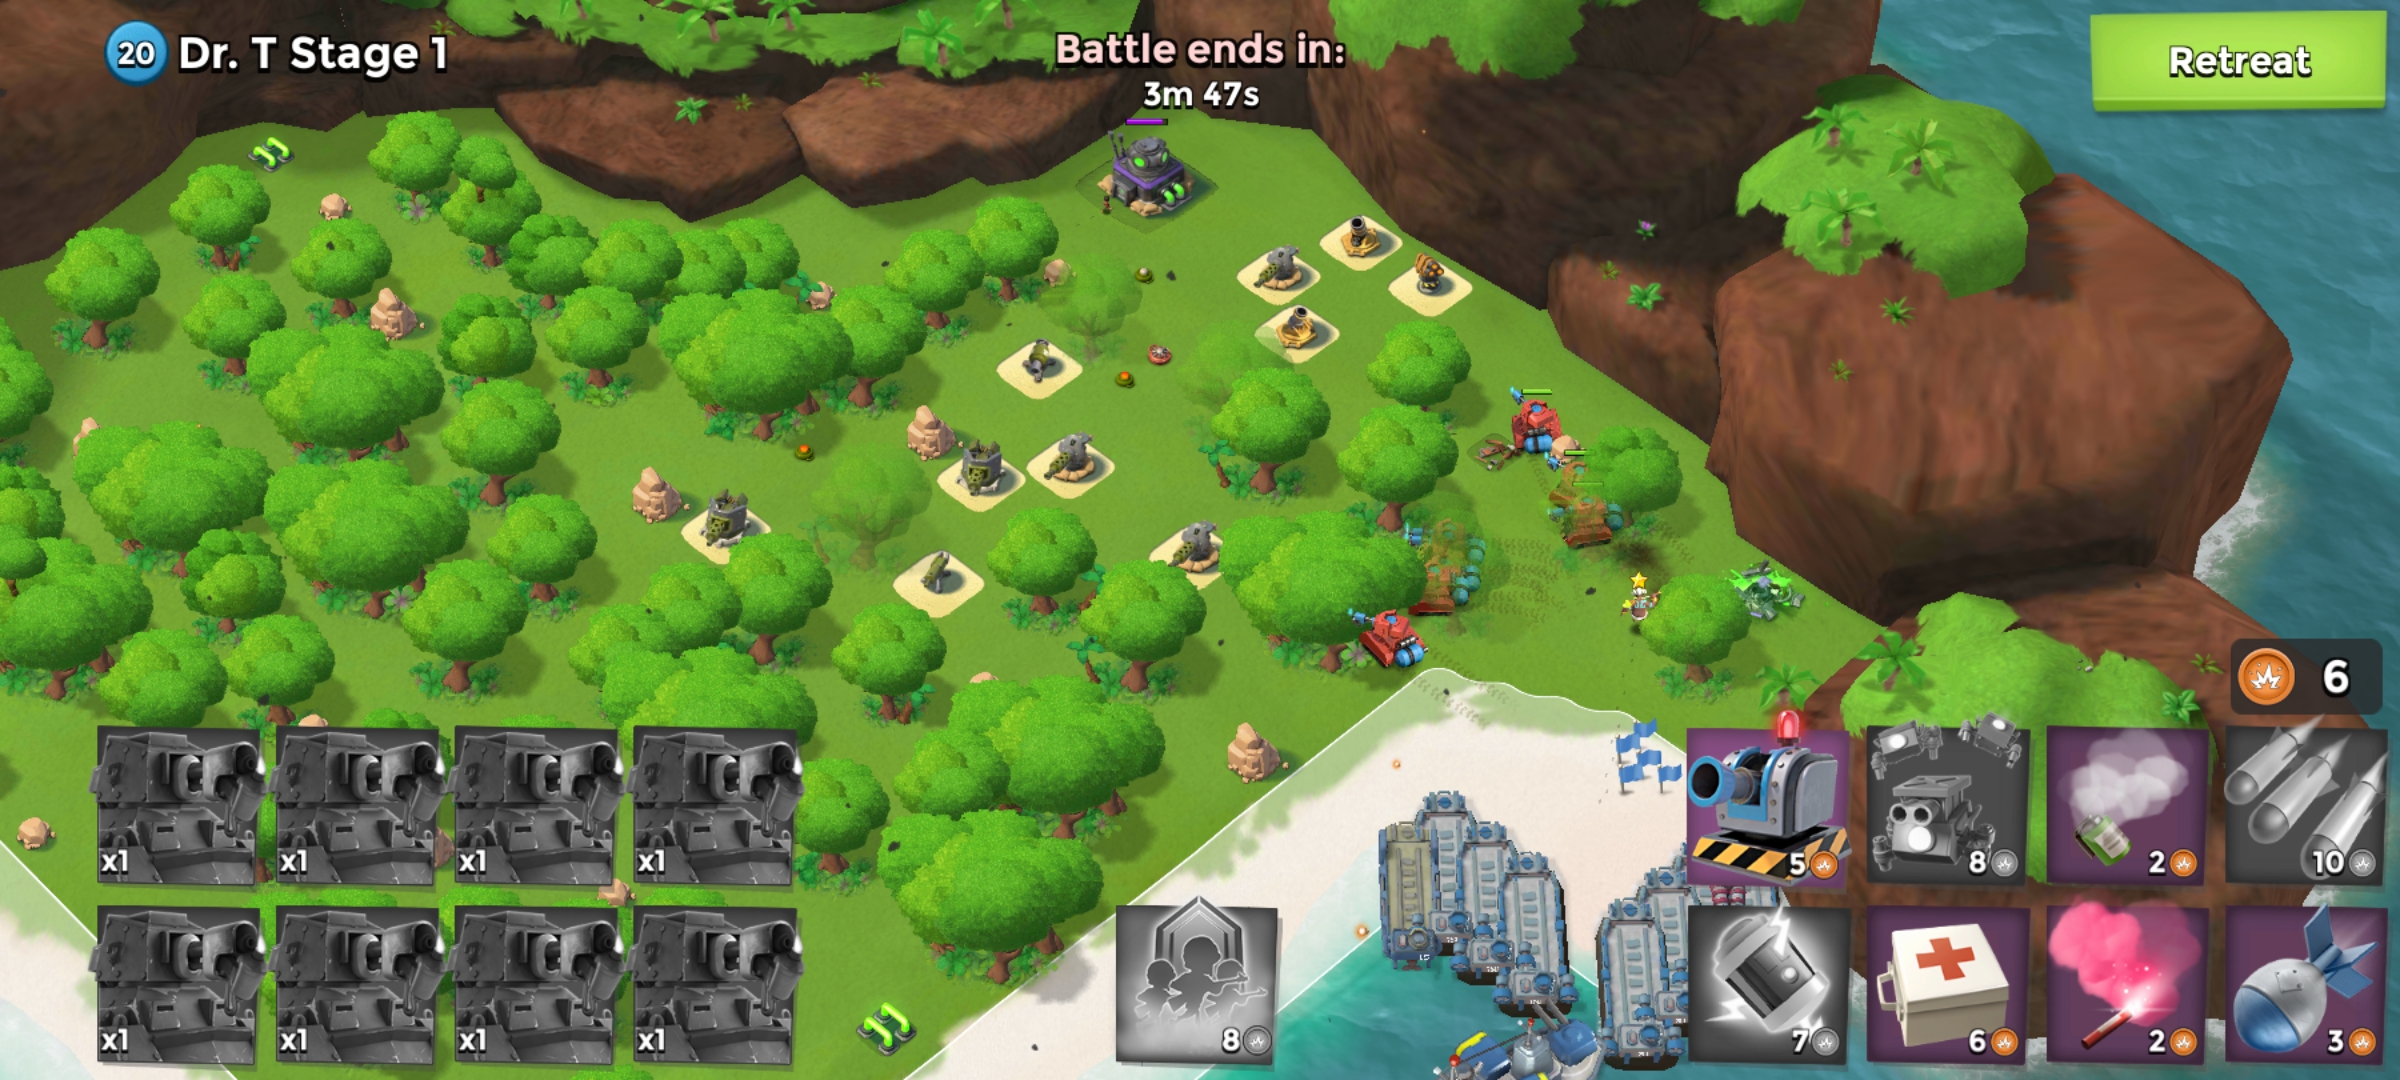 20 Dr. T Stage 1
Battle ends in:
3m 47s
Retreat
6
x1 x1 x1 x1
5 8 2 10
x1 x1 x1 x1
8 7 6 2 3